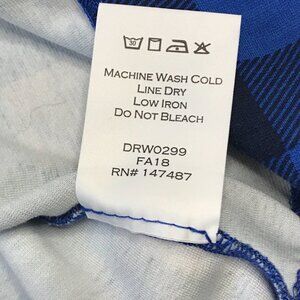 MACHINE WASH COLD
LINE DRY
LOW IRON
DO NOT BLEACH
DRW0299
FA18
RN# 147487